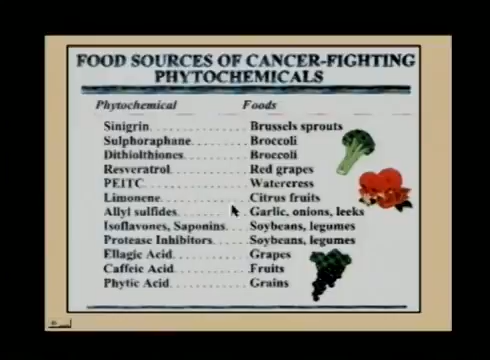 FOOD SOURCES OF CANCER-FIGHTING
PHYTOCHEMICALS
Phytochemical Foods
Sinigrin..................Brussels sprouts
Sulphoraphane..........Broccoli
Dithiolthiones............Broccoli
Resveratrol...............Red grapes
PEITC.....................Watercress
Limonene.................Citrus fruits
Allyl sulfides.............Garlic, onions, leeks
Isoflavones, Saponins....Soybeans, legumes
Protease Inhibitors.......Soybeans, legumes
Ellagic Acid...............Grapes
Caffeic Acid...............Fruits
Phytic Acid................Grains